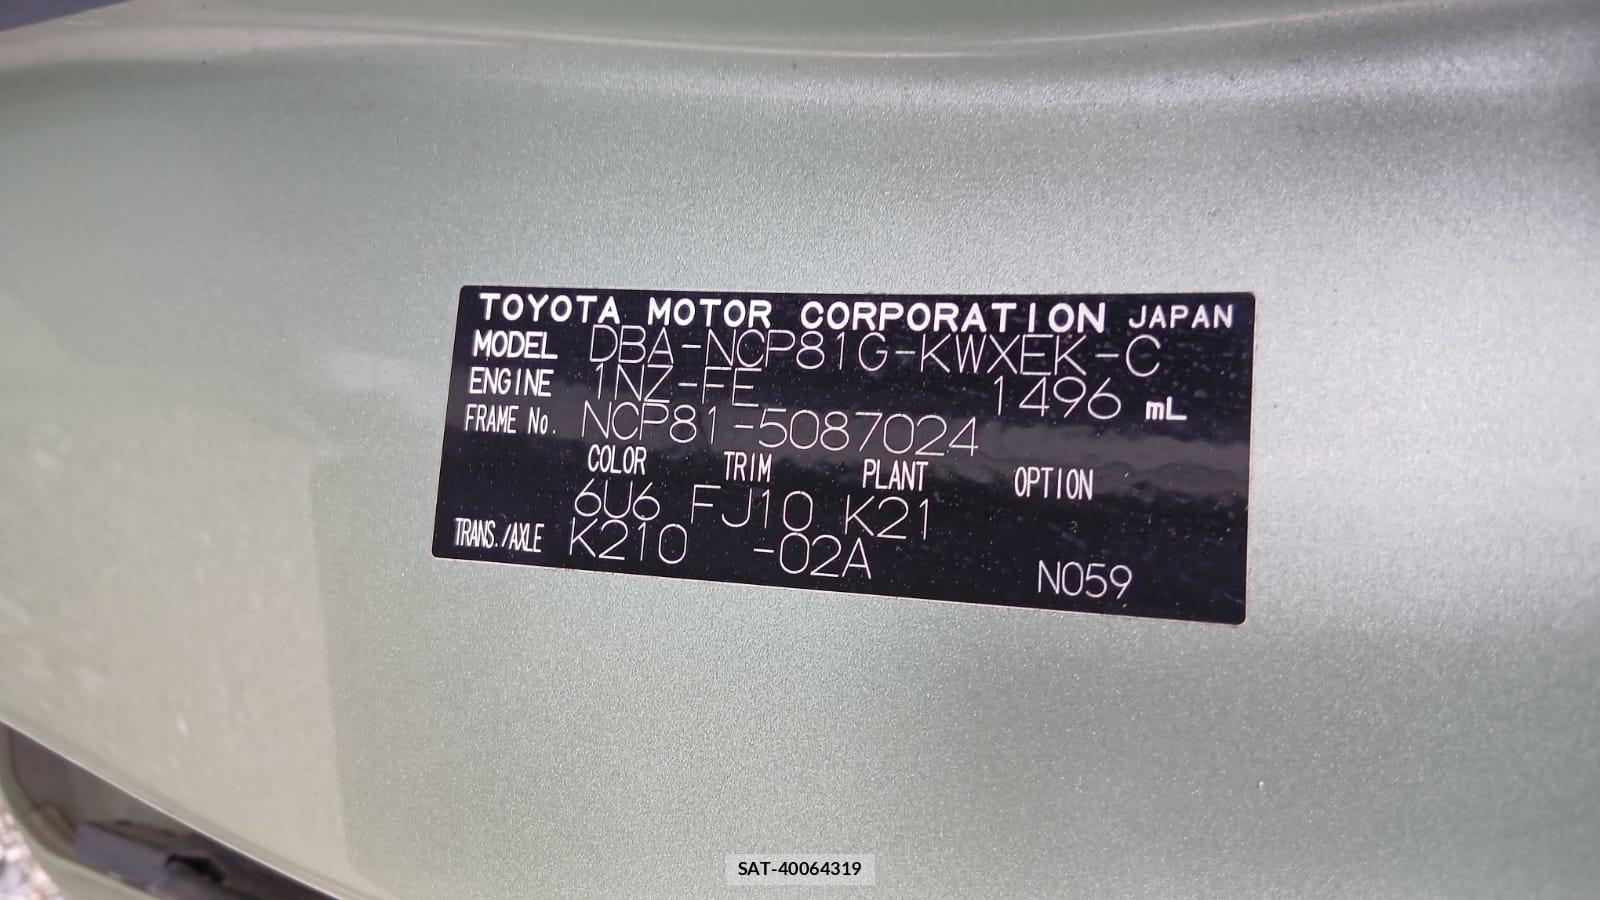 TOYOTA MOTOR CORPORATION JAPAN
MODEL DBA-NCP81G-KWXEK-C
ENGINE 1NZ-FE 1496 mL
FRAME No. NCP81-5087024
COLOR TRIM PLANT OPTION
6U6 FJ10 K21
TRANS./AXLE K210 -02A N059
SAT-40064319